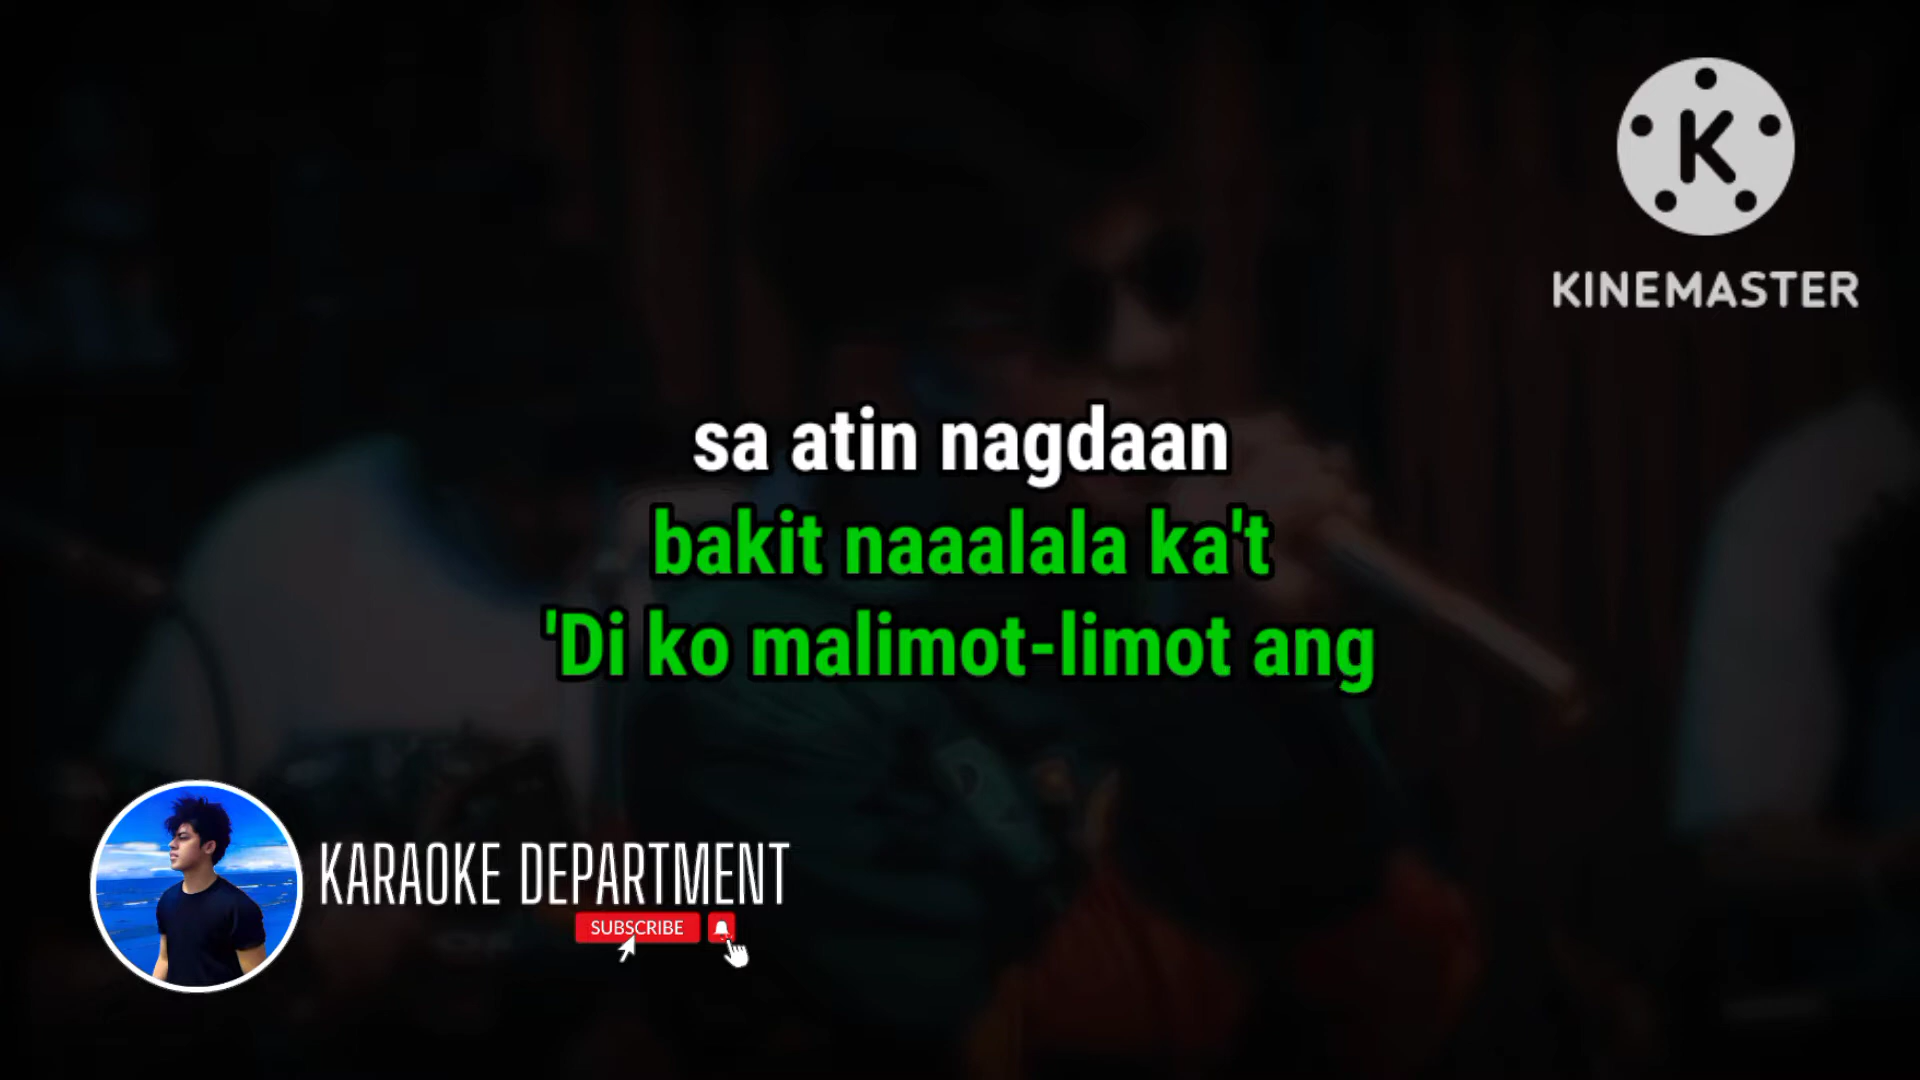 K
KINEMASTER
sa atin nagdaan
bakit naaalala ka't
'Di ko malimot-limot ang
KARAOKE DEPARTMENT
SUBSCRIBE